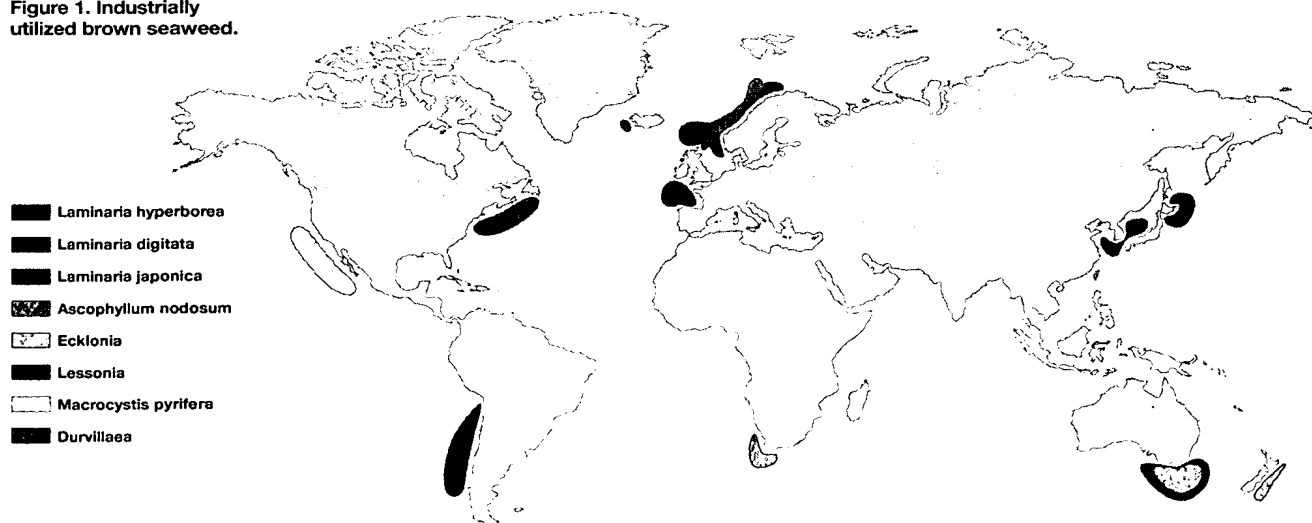 Figure 1. Industrially
utilized brown seaweed.
Laminaria hyperborea
Laminaria digitata
Laminaria japonica
Ascophyllum nodosum
Ecklonia
Lessonia
Macrocystis pyrifera
Durvillaea